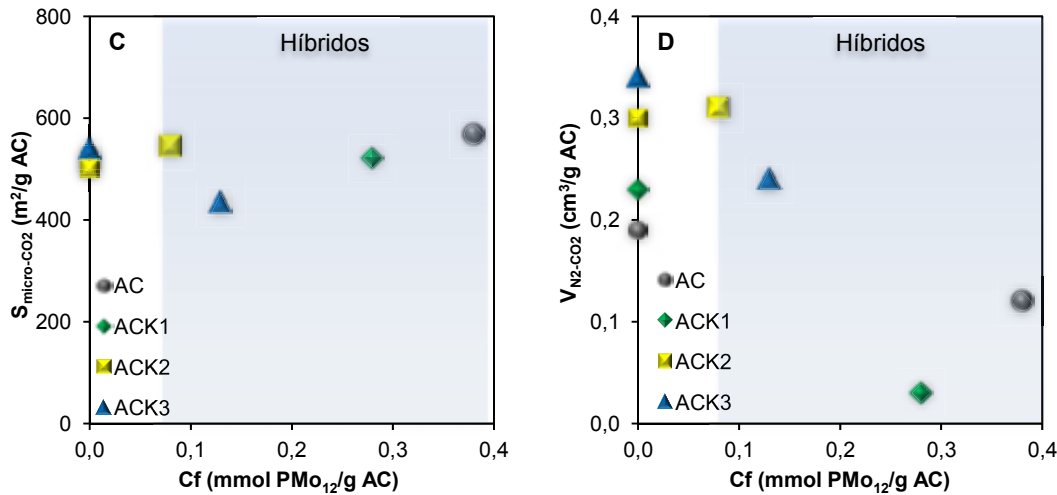 C
Híbridos
800
600
400
200
0
0,0
0,1
0,2
0,3
0,4
S micro-CO2 (m2/g AC)
Cf (mmol PMo12/g AC)
AC
ACK1
ACK2
ACK3
D
Híbridos
0,4
0,3
0,2
0,1
0,0
0,0
0,1
0,2
0,3
0,4
V N2-CO2 (cm3/g AC)
Cf (mmol PMo12/g AC)
AC
ACK1
ACK2
ACK3